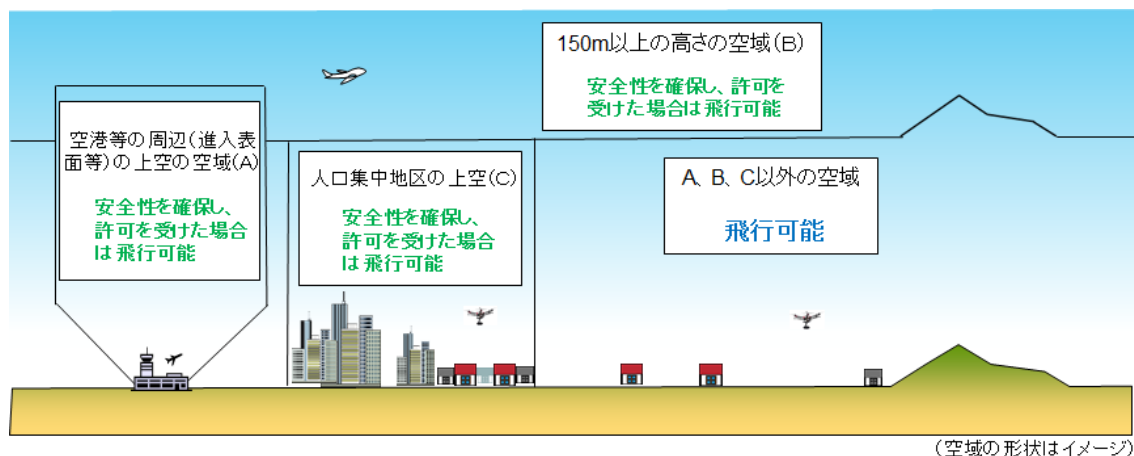 150m以上の高さの空域(B)
安全性を確保し、許可を
受けた場合は飛行可能
空港等の周辺(進入表
面等)の上空の空域(A)
安全性を確保し、
許可を受けた場合
は飛行可能
人口集中地区の上空(C)
安全性を確保し、
許可を受けた場合
は飛行可能
A、B、C以外の空域
飛行可能
(空域の形状はイメージ)